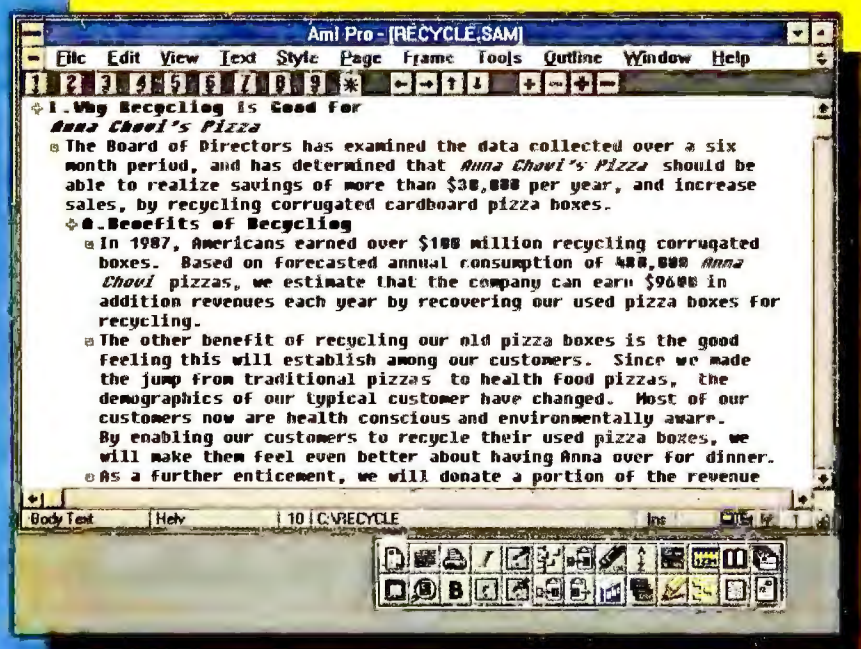 Ami Pro - [RECYCLE.SAM]
File Edit View Text Style Page Frame Tools Outline Window Help
1 2 3 4 5 6 7 8 9 * ← → ↑ ↓ + - + -
I.Why Recycling Is Good for
Anna Chovi's Pizza
The Board of Directors has examined the data collected over a six
month period, and has determined that Anna Chovi's Pizza should be
able to realize savings of more than $30,000 per year, and increase
sales, by recycling corrugated cardboard pizza boxes.
A.Benefits of Recycling
In 1987, Americans earned over $100 million recycling corrugated
boxes. Based on forecasted annual consumption of 400,000 Anna
Chovi pizzas, we estimate that the company can earn $9600 in
addition revenues each year by recovering our used pizza boxes for
recycling.
The other benefit of recycling our old pizza boxes is the good
feeling this will establish among our customers. Since we made
the jump from traditional pizzas to health food pizzas, the
demographics of our typical customer have changed. Most of our
customers now are health conscious and environmentally aware.
By enabling our customers to recycle their used pizza boxes, we
will make them feel even better about having Anna over for dinner.
As a further enticement, we will donate a portion of the revenue
Body Text Helv 10 C:\RECYCLE Ins
B